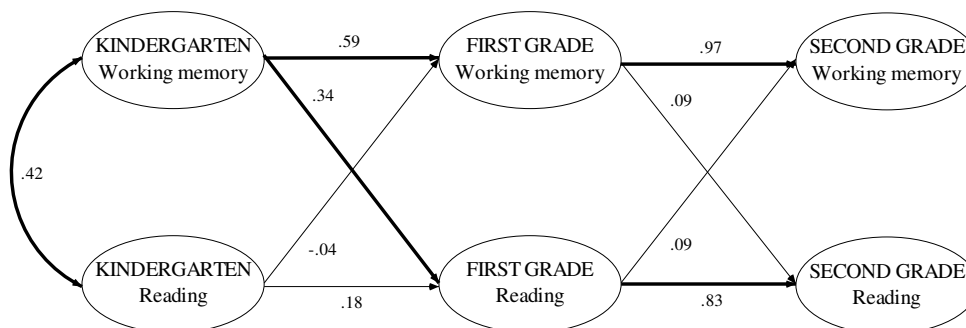 KINDERGARTEN
Working memory
.59
FIRST GRADE
Working memory
.97
SECOND GRADE
Working memory
.34
.09
.42
-.04
.09
KINDERGARTEN
Reading
.18
FIRST GRADE
Reading
.83
SECOND GRADE
Reading